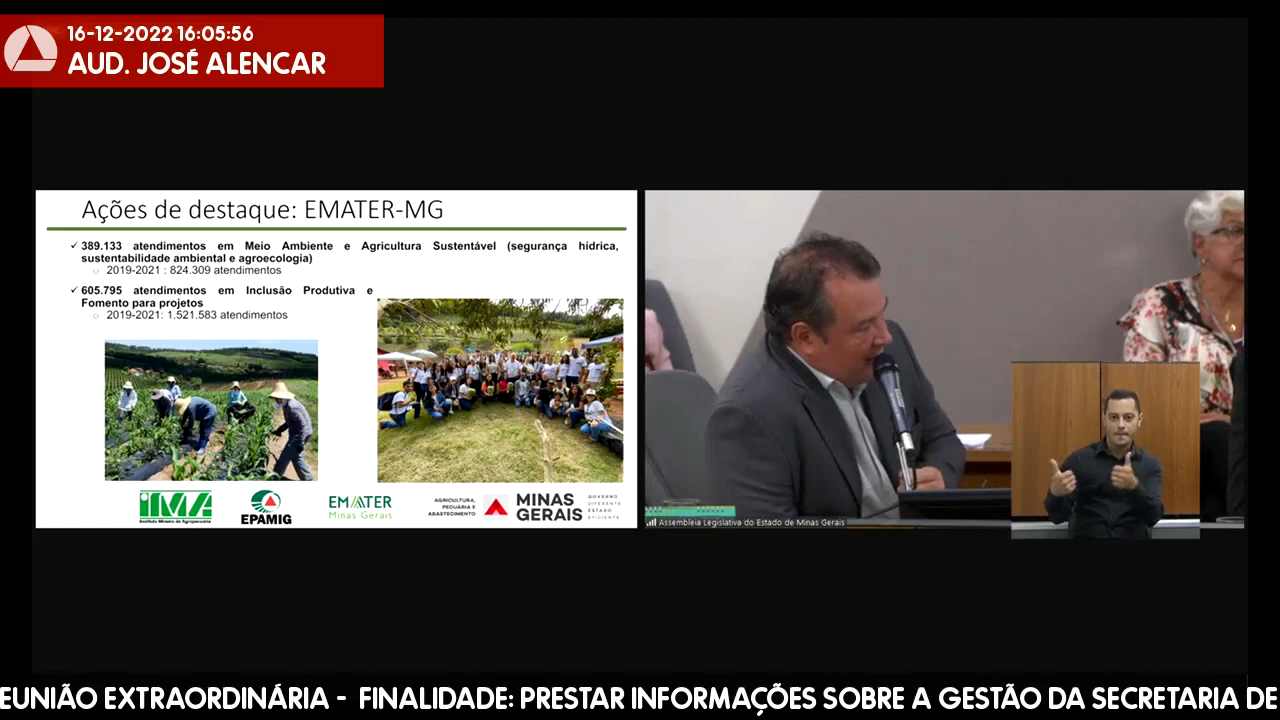 16-12-2022 16:05:56
AUD. JOSÉ ALENCAR
Ações de destaque: EMATER-MG
✓ 389.133 atendimentos em Meio Ambiente e Agricultura Sustentável (segurança hídrica,
sustentabilidade ambiental e agroecologia)
○ 2019-2021 : 824.309 atendimentos
✓ 605.795 atendimentos em Inclusão Produtiva e
Fomento para projetos
○ 2019-2021: 1.521.583 atendimentos
IMA
Instituto Mineiro de Agropecuária
EPAMIG
EMATER
Minas Gerais
AGRICULTURA,
PECUÁRIA E
ABASTECIMENTO
MINAS
GERAIS
GOVERNO
DIFERENTE
ESTADO
EFICIENTE
Assembleia Legislativa do Estado de Minas Gerais
EUNIÃO EXTRAORDINÁRIA - FINALIDADE: PRESTAR INFORMAÇÕES SOBRE A GESTÃO DA SECRETARIA DE